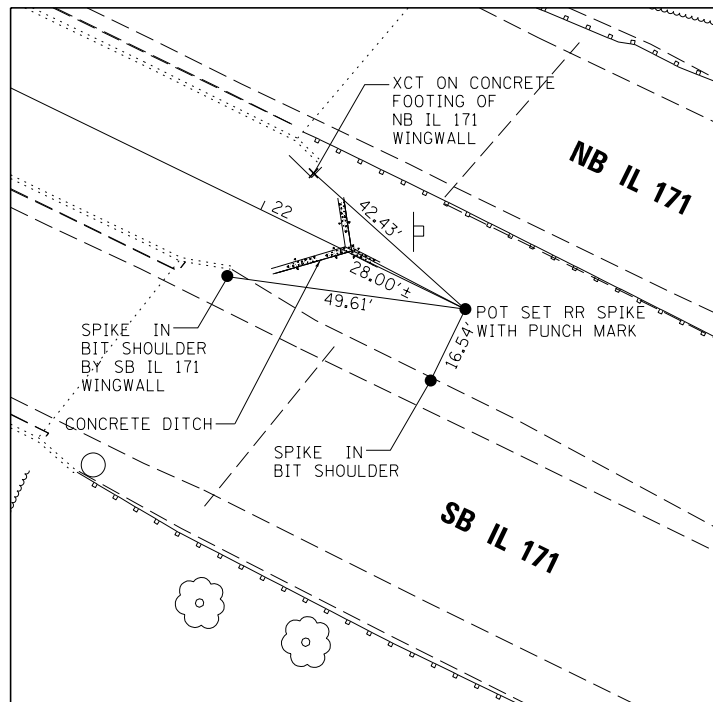 XCT ON CONCRETE
FOOTING OF
NB IL 171
WINGWALL
NB IL 171
22
42.43'
28.00'±
49.61'
POT SET RR SPIKE
WITH PUNCH MARK
16.54'
SPIKE IN
BIT SHOULDER
BY SB IL 171
WINGWALL
CONCRETE DITCH
SPIKE IN
BIT SHOULDER
SB IL 171